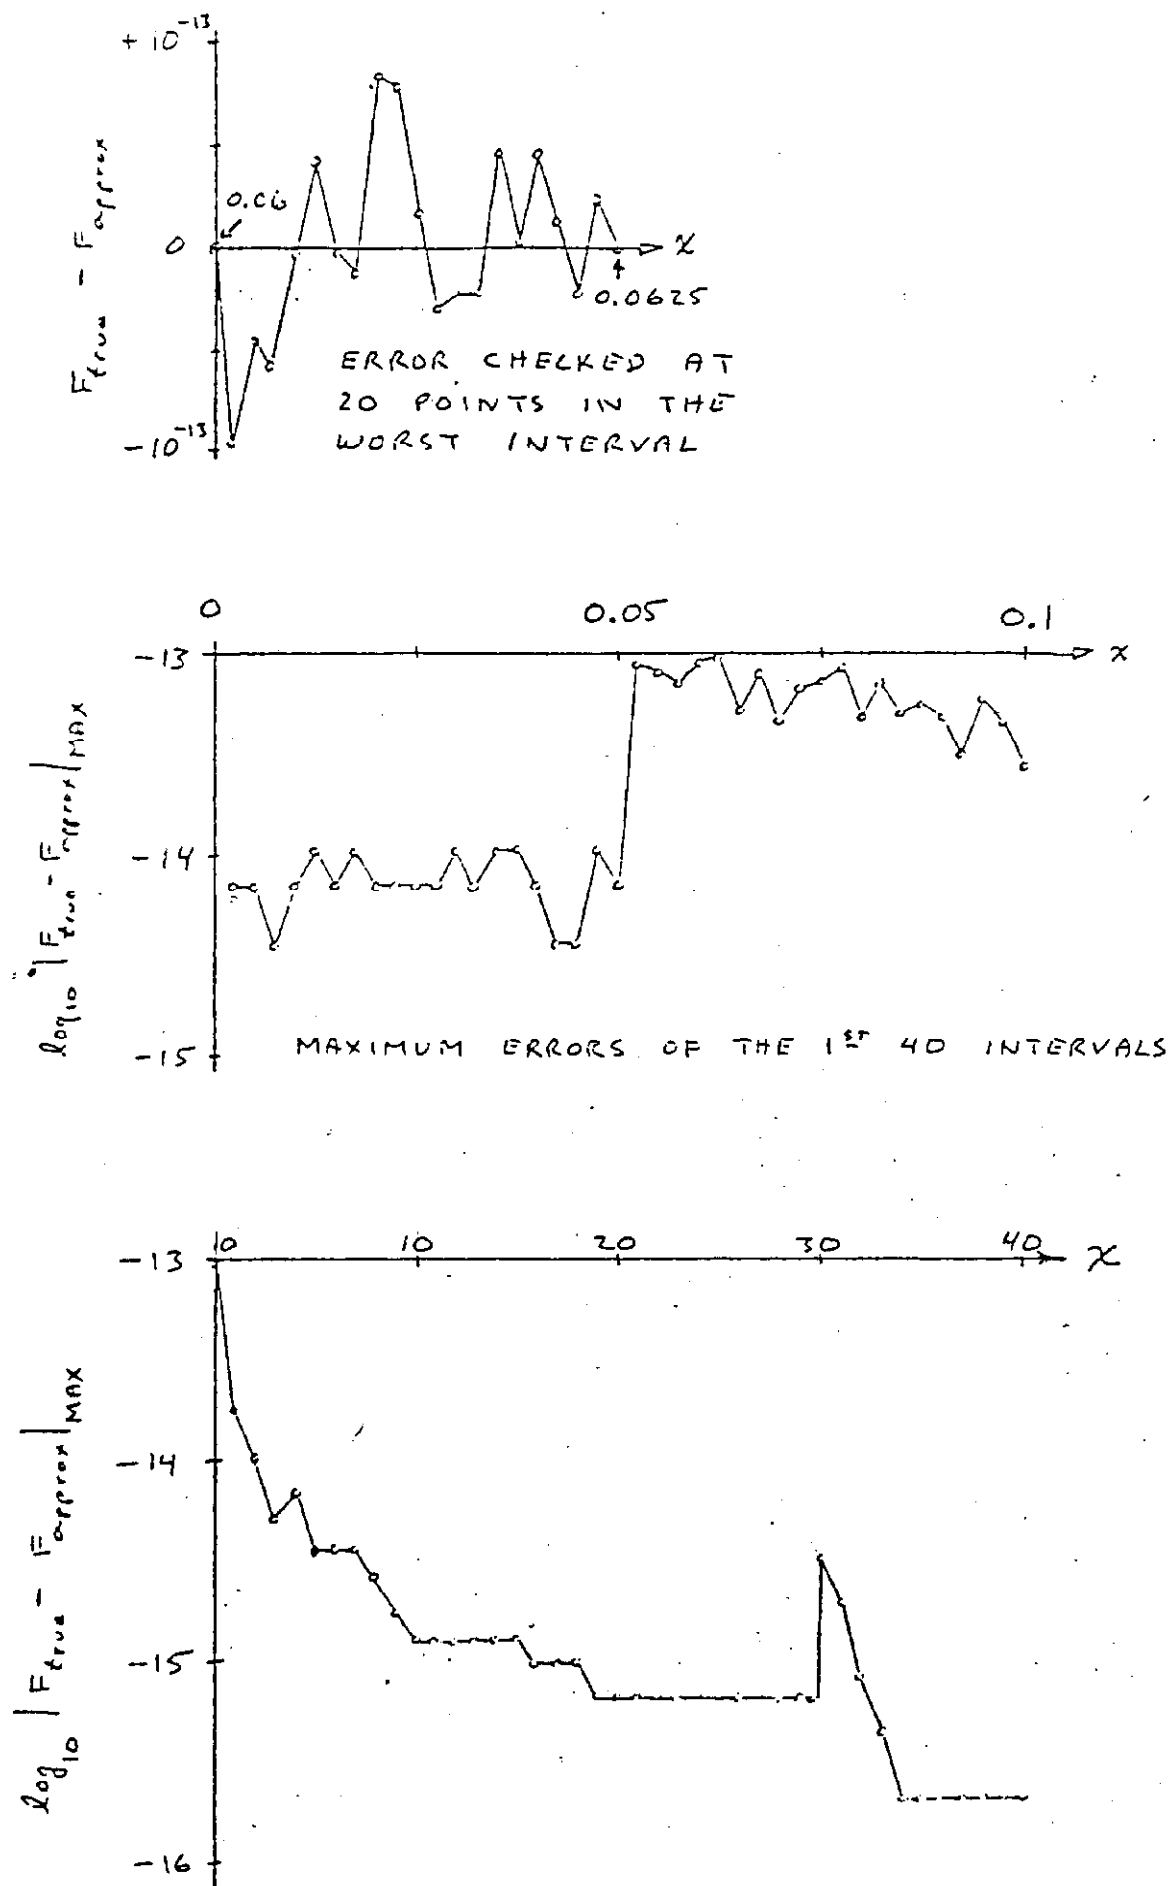 +10⁻¹³
F_true - F_approx
0.06
0
x
0.0625
ERROR CHECKED AT
20 POINTS IN THE
WORST INTERVAL
-10⁻¹³
0 0.05 0.1
-13
x
log₁₀ |F_true - F_approx|_MAX
-14
-15
MAXIMUM ERRORS OF THE 1ST 40 INTERVALS
0 10 20 30 40
-13
x
log₁₀ |F_true - F_approx|_MAX
-14
-15
-16